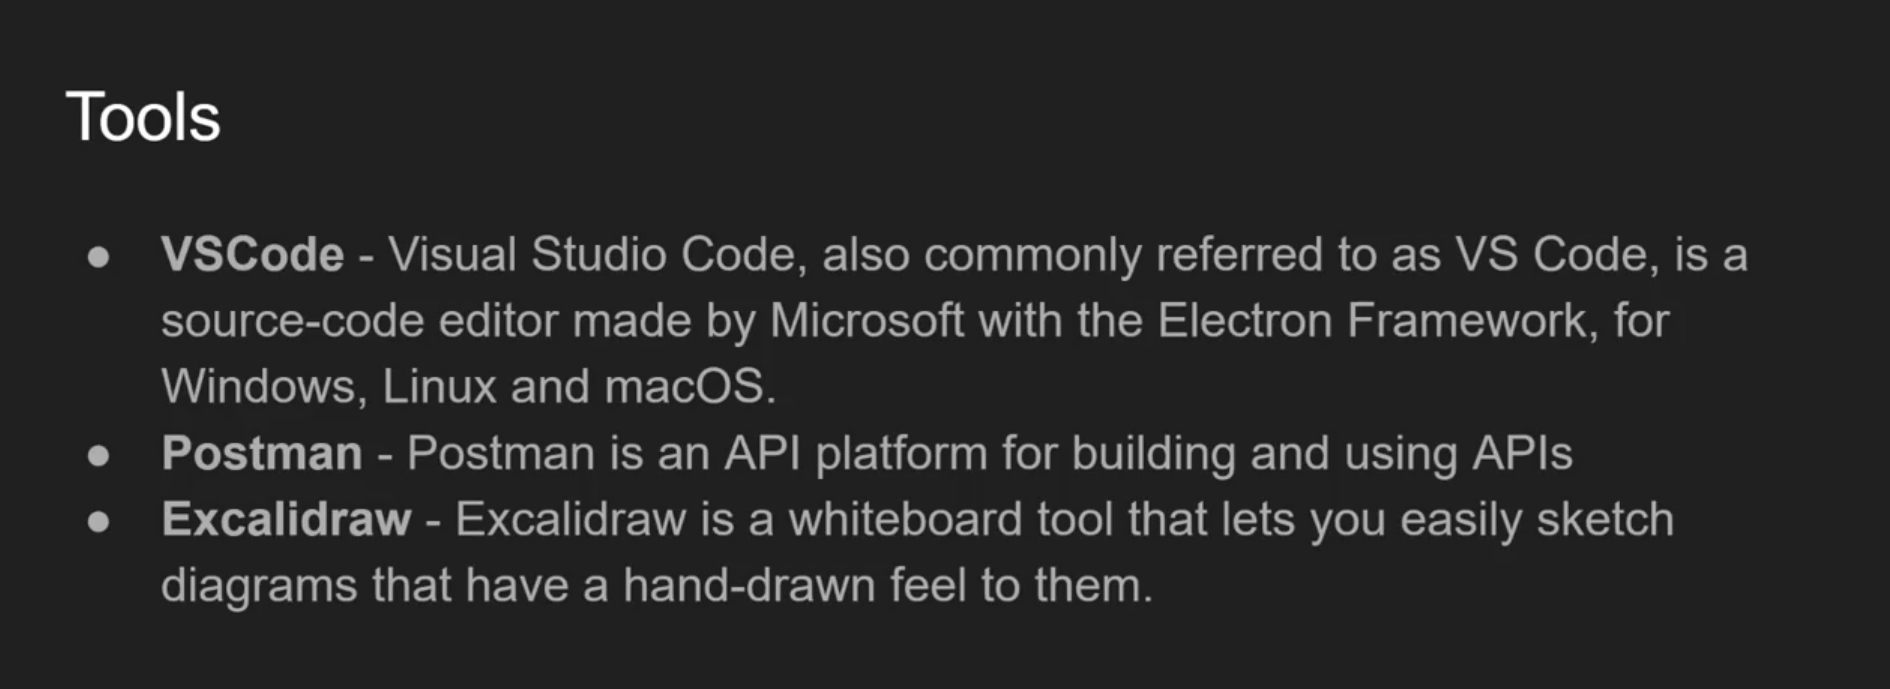 Tools
● VSCode - Visual Studio Code, also commonly referred to as VS Code, is a
source-code editor made by Microsoft with the Electron Framework, for
Windows, Linux and macOS.
● Postman - Postman is an API platform for building and using APIs
● Excalidraw - Excalidraw is a whiteboard tool that lets you easily sketch
diagrams that have a hand-drawn feel to them.